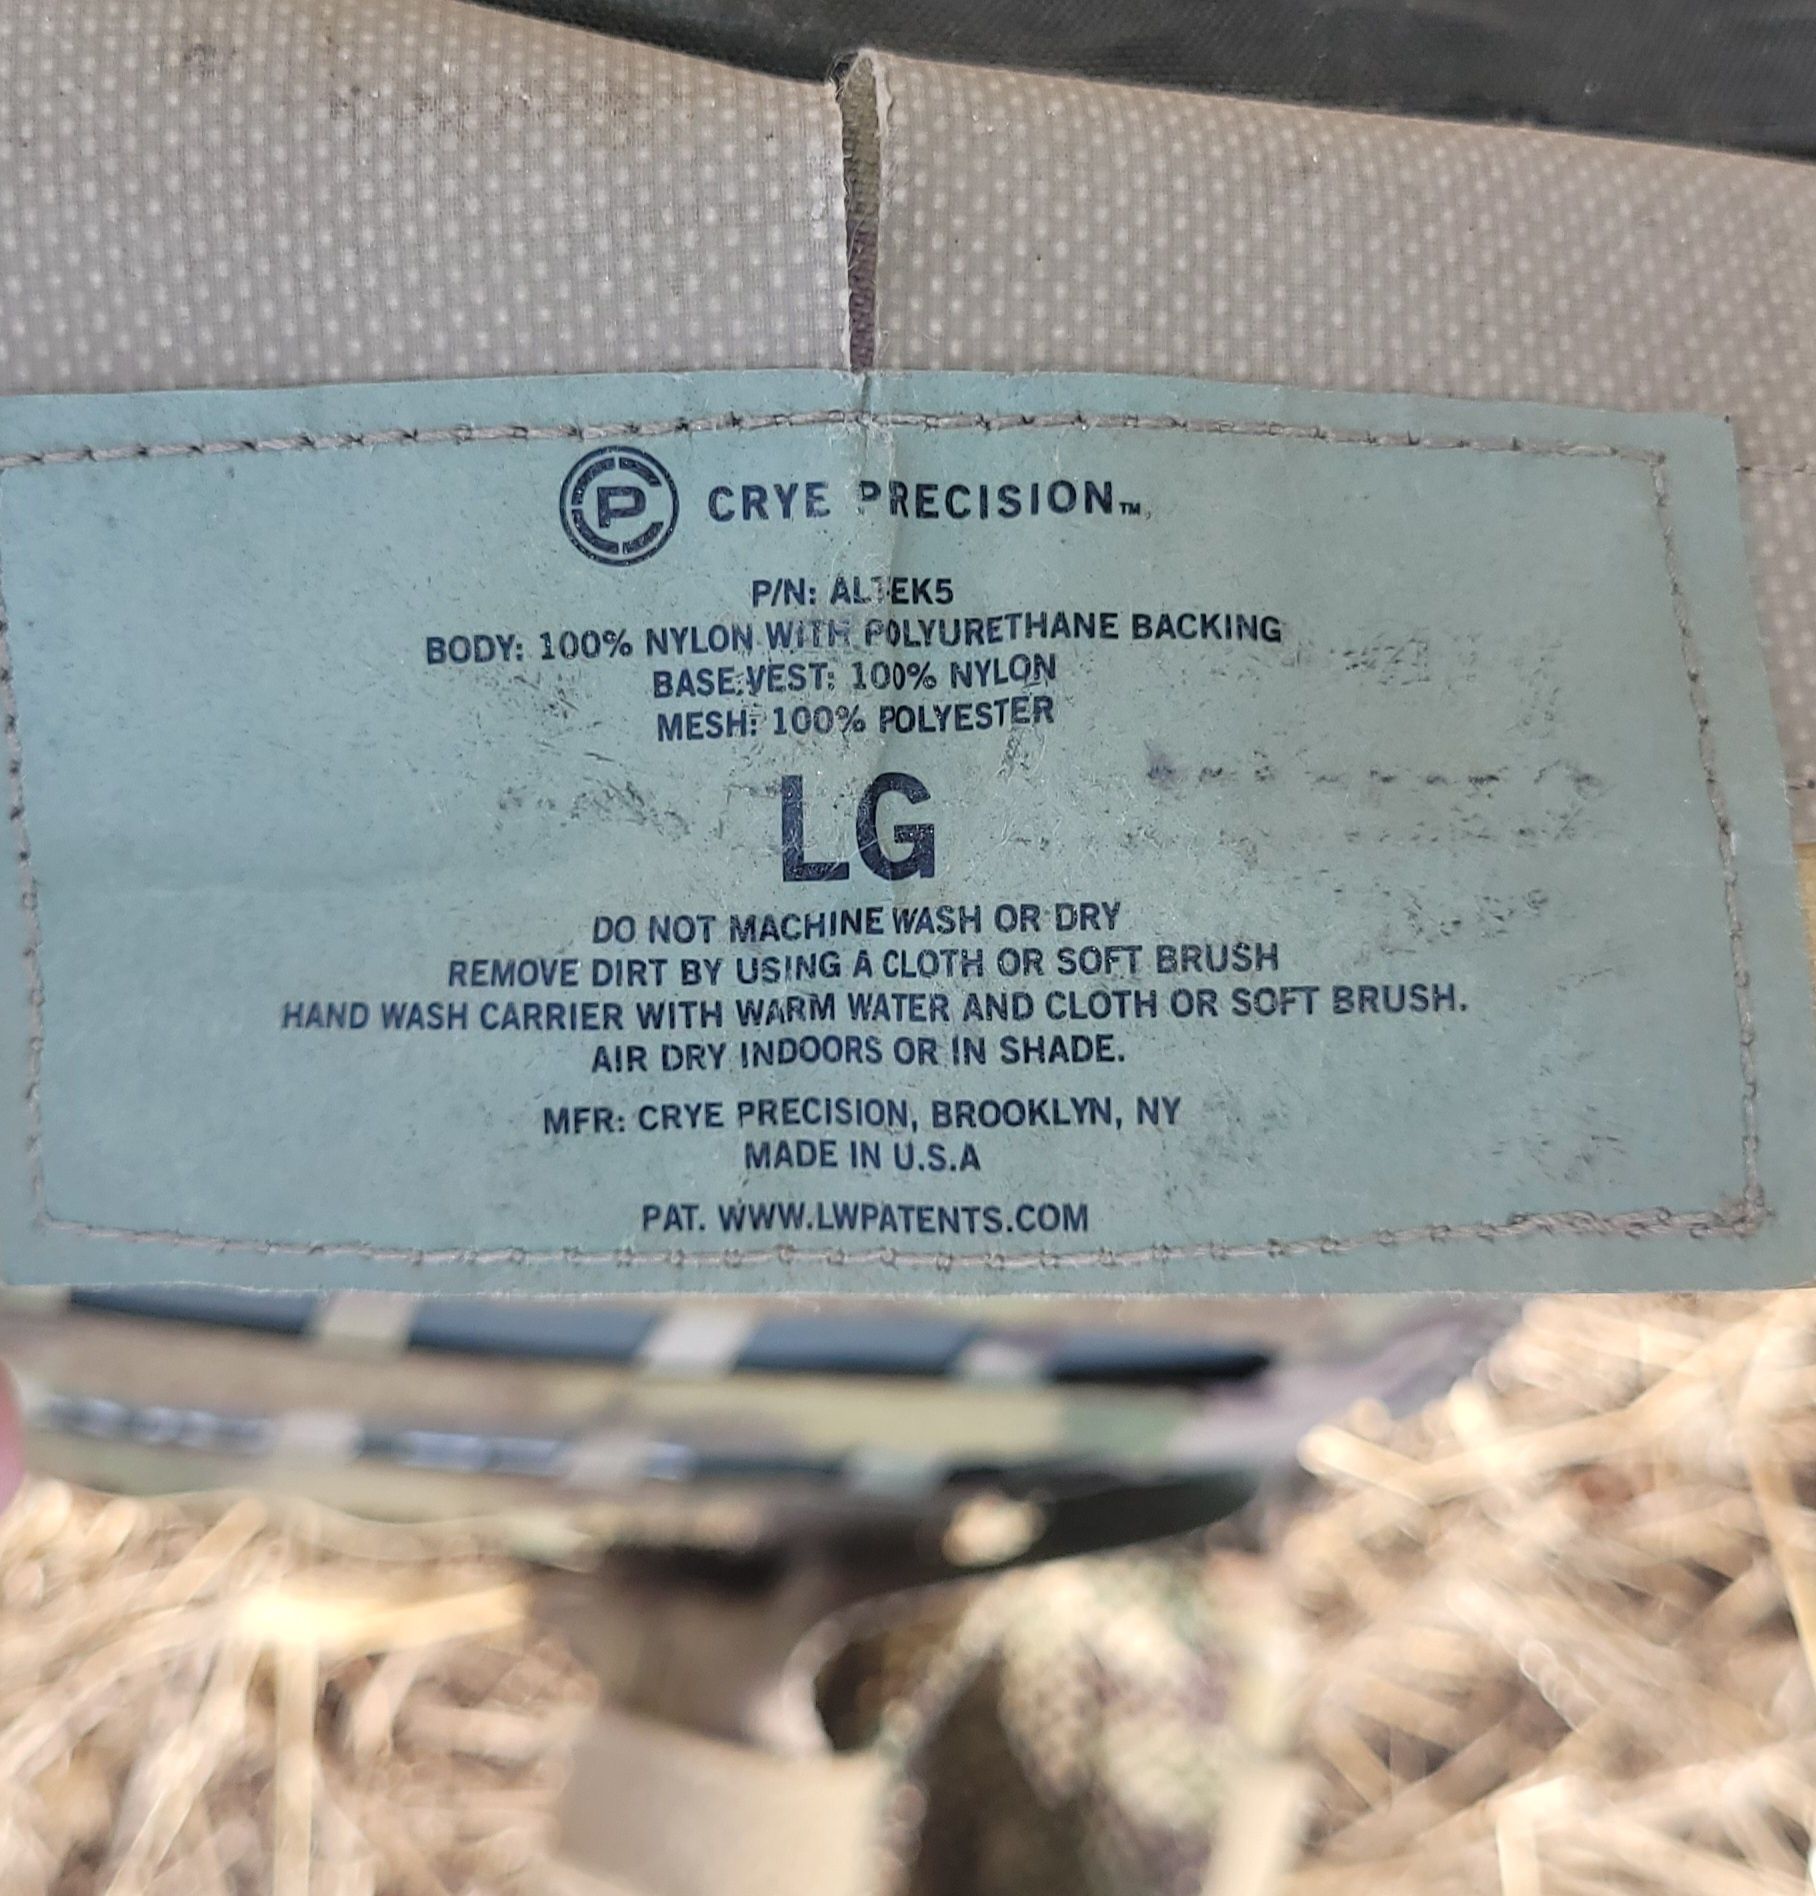 CP CRYE PRECISION™
P/N: ALTEK5
BODY: 100% NYLON WITH POLYURETHANE BACKING
BASE VEST: 100% NYLON
MESH: 100% POLYESTER
LG
DO NOT MACHINE WASH OR DRY
REMOVE DIRT BY USING A CLOTH OR SOFT BRUSH
HAND WASH CARRIER WITH WARM WATER AND CLOTH OR SOFT BRUSH.
AIR DRY INDOORS OR IN SHADE.
MFR: CRYE PRECISION, BROOKLYN, NY
MADE IN U.S.A
PAT. WWW.LWPATENTS.COM